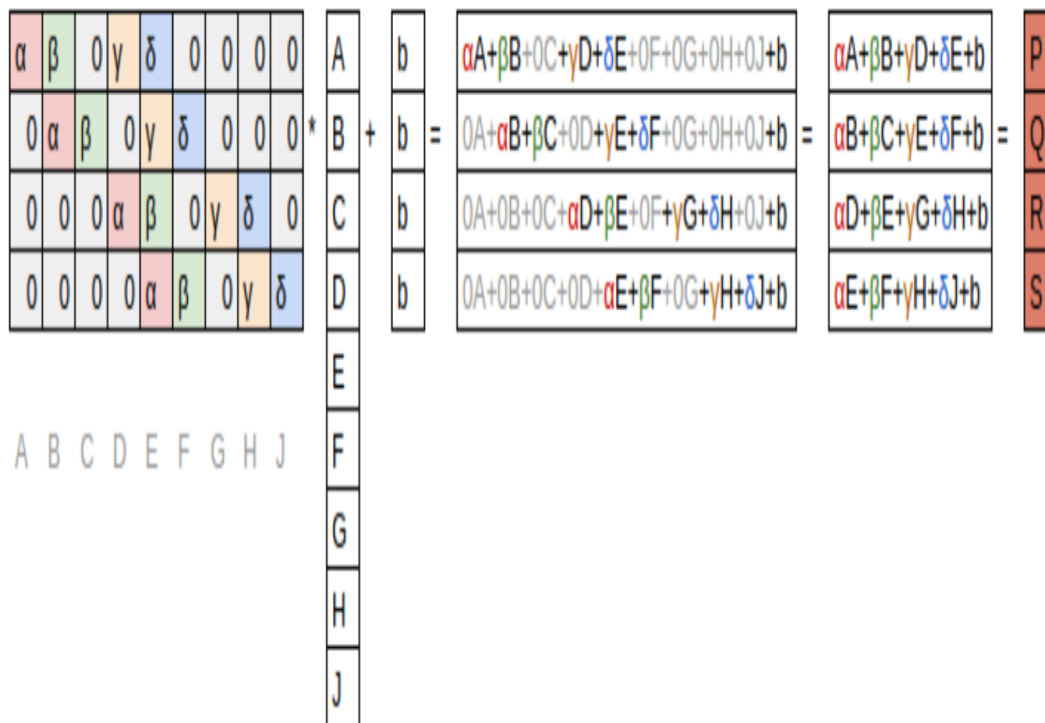 α β 0 γ δ 0 0 0 0 A b αA+βB+0C+γD+δE+0F+0G+0H+0J+b αA+βB+γD+δE+b P
0 α β 0 γ δ 0 0 0 * B + b = 0A+αB+βC+0D+γE+δF+0G+0H+0J+b = αB+βC+γE+δF+b = Q
0 0 0 α β 0 γ δ 0 C b 0A+0B+0C+αD+βE+0F+γG+δH+0J+b αD+βE+γG+δH+b R
0 0 0 0 α β 0 γ δ D b 0A+0B+0C+0D+αE+βF+0G+γH+δJ+b αE+βF+γH+δJ+b S
E
A B C D E F G H J F
G
H
J